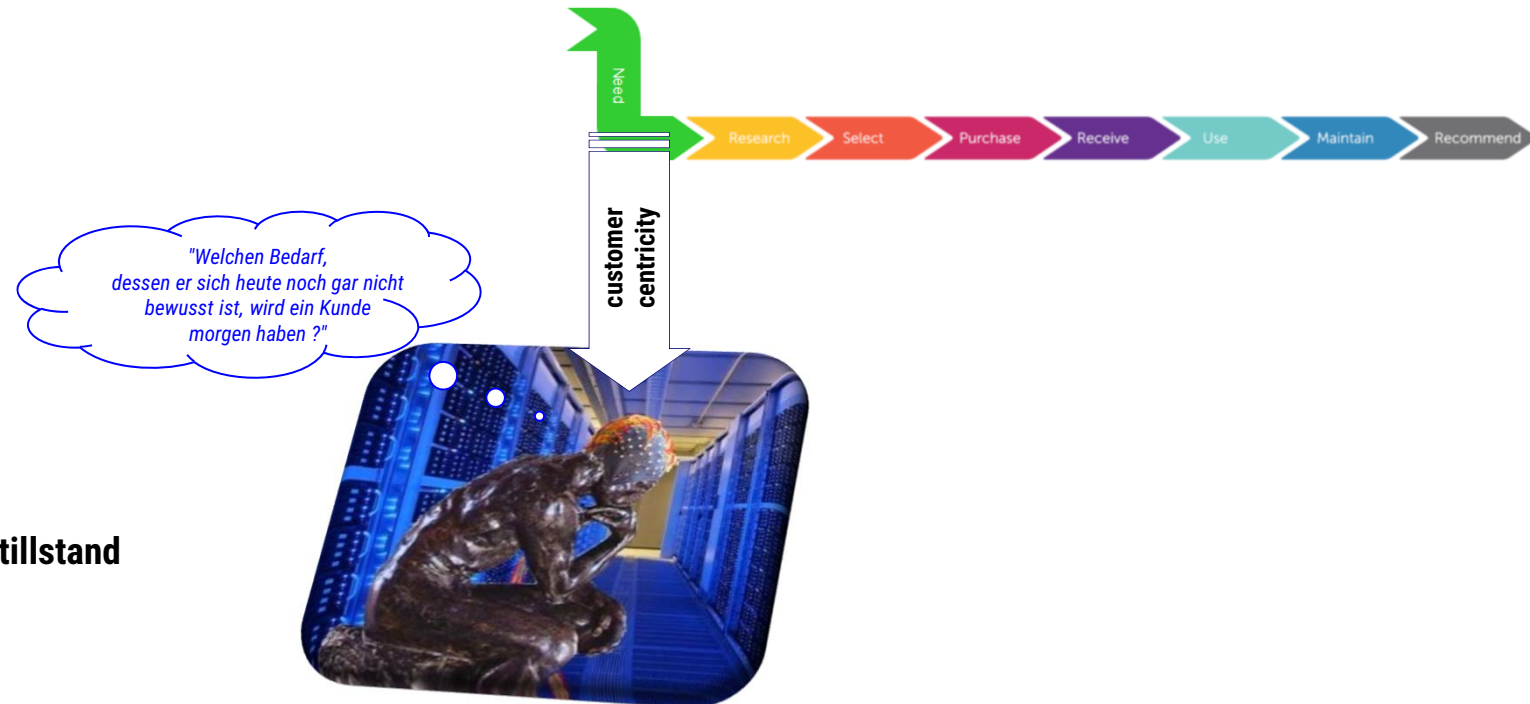 Need
Research Select Purchase Receive Use Maintain Recommend
customer
centricity
"Welchen Bedarf,
dessen er sich heute noch gar nicht
bewusst ist, wird ein Kunde
morgen haben ?"
tillstand